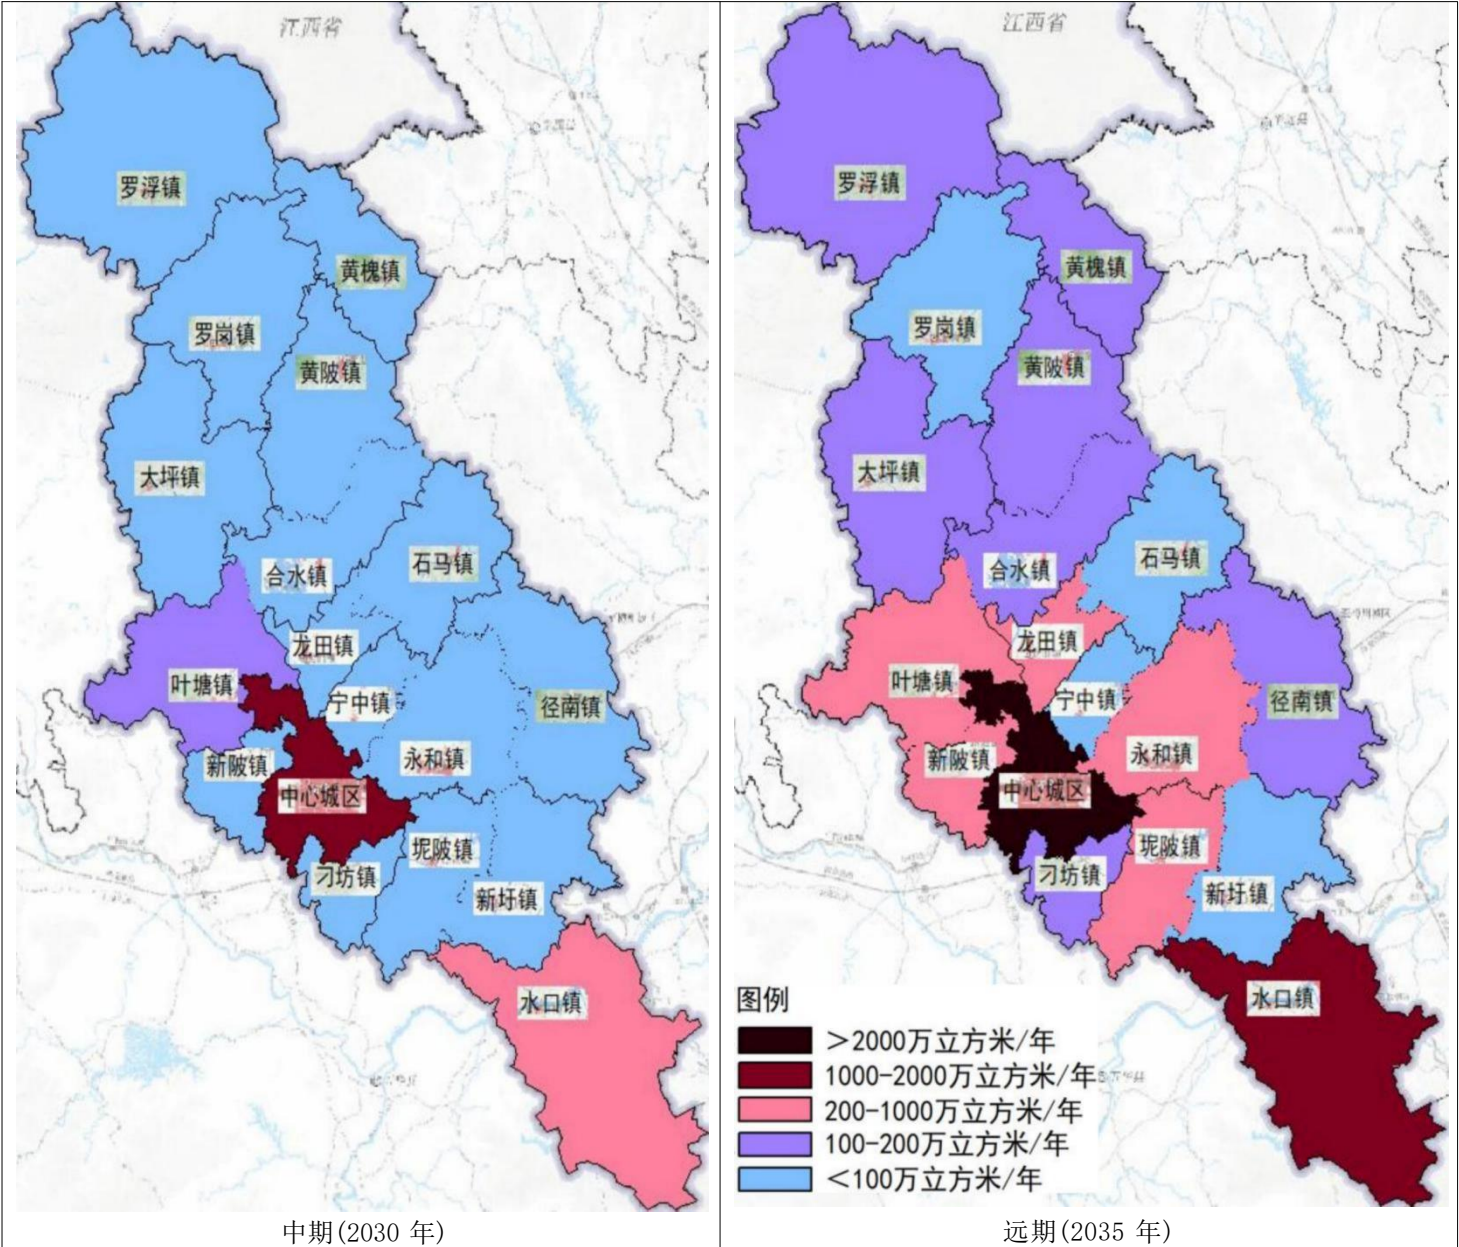 江西省
罗浮镇
黄槐镇
罗岗镇
黄陂镇
大坪镇
石马镇
合水镇
龙田镇
叶塘镇
宁中镇
径南镇
新陂镇
永和镇
中心城区
坭陂镇
刁坊镇
新圩镇
水口镇
中期(2030 年)
江西省
罗浮镇
黄槐镇
罗岗镇
黄陂镇
大坪镇
石马镇
合水镇
龙田镇
叶塘镇
宁中镇
径南镇
新陂镇
永和镇
中心城区
坭陂镇
刁坊镇
新圩镇
水口镇
图例
>2000万立方米/年
1000-2000万立方米/年
200-1000万立方米/年
100-200万立方米/年
<100万立方米/年
远期(2035 年)